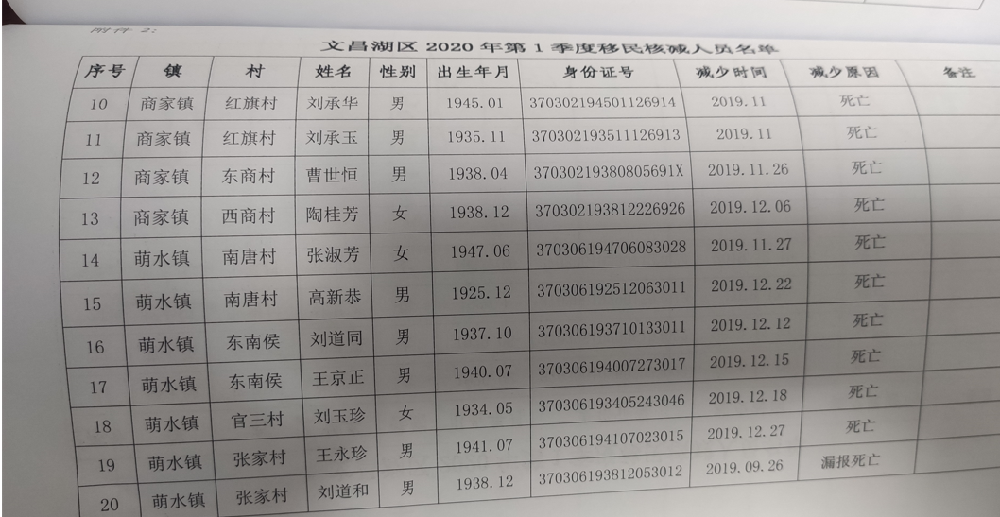 附件 2:
文昌湖区 2020 年第 1 季度移民核减人员名单
序号 镇 村 姓名 性别 出生年月 身份证号 减少时间 减少原因 备注
10 商家镇 红旗村 刘承华 男 1945.01 370302194501126914 2019.11 死亡
11 商家镇 红旗村 刘承玉 男 1935.11 370302193511126913 2019.11 死亡
12 商家镇 东商村 曹世恒 男 1938.04 37030219380805691X 2019.11.26 死亡
13 商家镇 西商村 陶桂芳 女 1938.12 370302193812226926 2019.12.06 死亡
14 萌水镇 南唐村 张淑芳 女 1947.06 370306194706083028 2019.11.27 死亡
15 萌水镇 南唐村 高新恭 男 1925.12 370306192512063011 2019.12.22 死亡
16 萌水镇 东南侯 刘道同 男 1937.10 370306193710133011 2019.12.12 死亡
17 萌水镇 东南侯 王京正 男 1940.07 370306194007273017 2019.12.15 死亡
18 萌水镇 官三村 刘玉珍 女 1934.05 370306193405243046 2019.12.18 死亡
19 萌水镇 张家村 王永珍 男 1941.07 370306194107023015 2019.12.27 死亡
20 萌水镇 张家村 刘道和 男 1938.12 370306193812053012 2019.09.26 漏报死亡